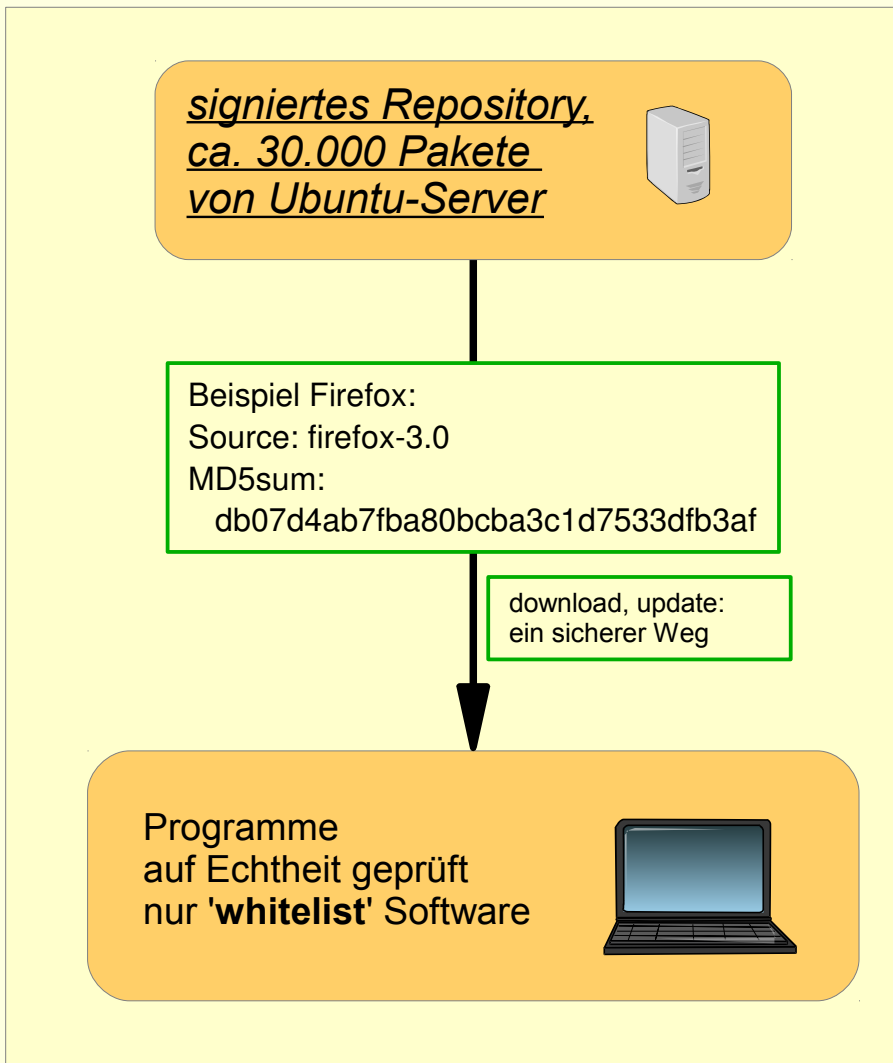 signiertes Repository,
ca. 30.000 Pakete
von Ubuntu-Server
Beispiel Firefox:
Source: firefox-3.0
MD5sum:
db07d4ab7fba80bcba3c1d7533dfb3af
download, update:
ein sicherer Weg
Programme
auf Echtheit geprüft
nur 'whitelist' Software